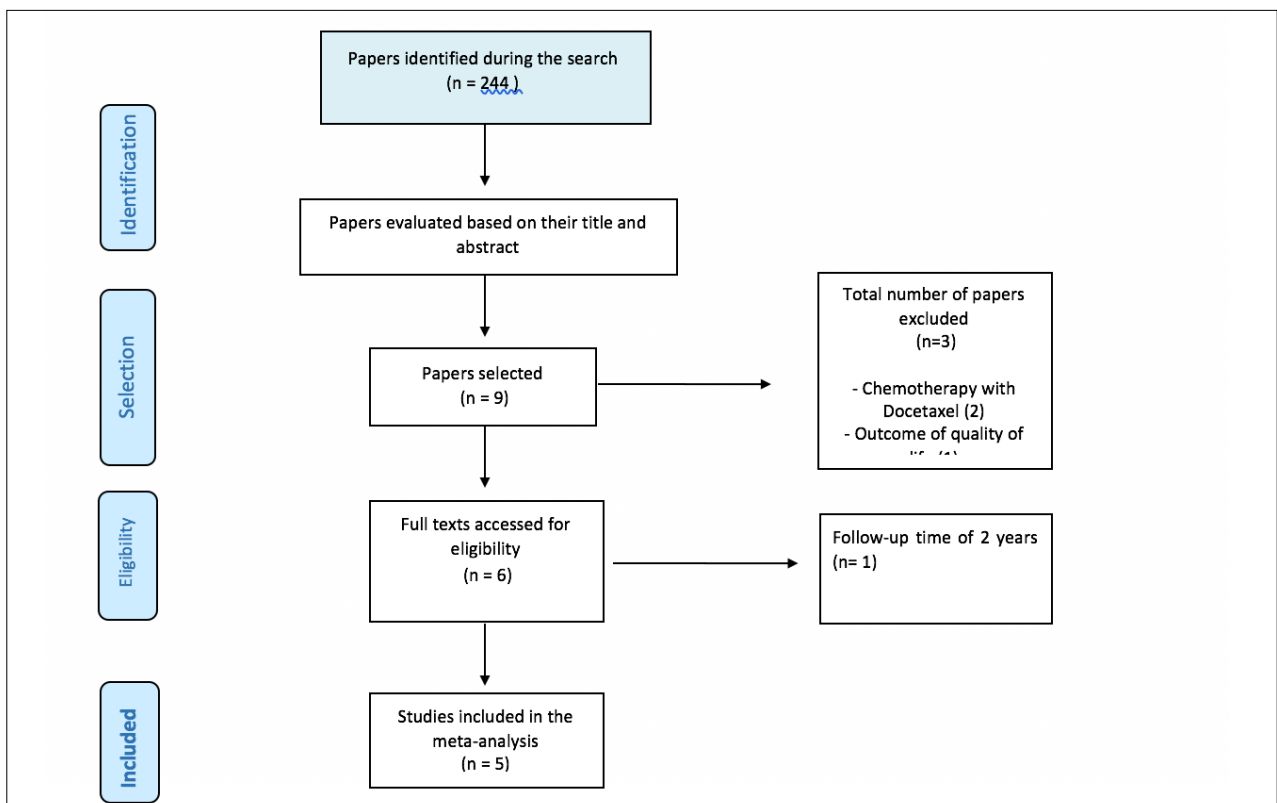 Papers identified during the search
(n = 244 )
Identification
Papers evaluated based on their title and
abstract
Selection
Papers selected
(n = 9)
Total number of papers
excluded
(n=3)
- Chemotherapy with
Docetaxel (2)
- Outcome of quality of
Eligibility
Full texts accessed for
eligibility
(n = 6)
Follow-up time of 2 years
(n= 1)
Included
Studies included in the
meta-analysis
(n = 5)